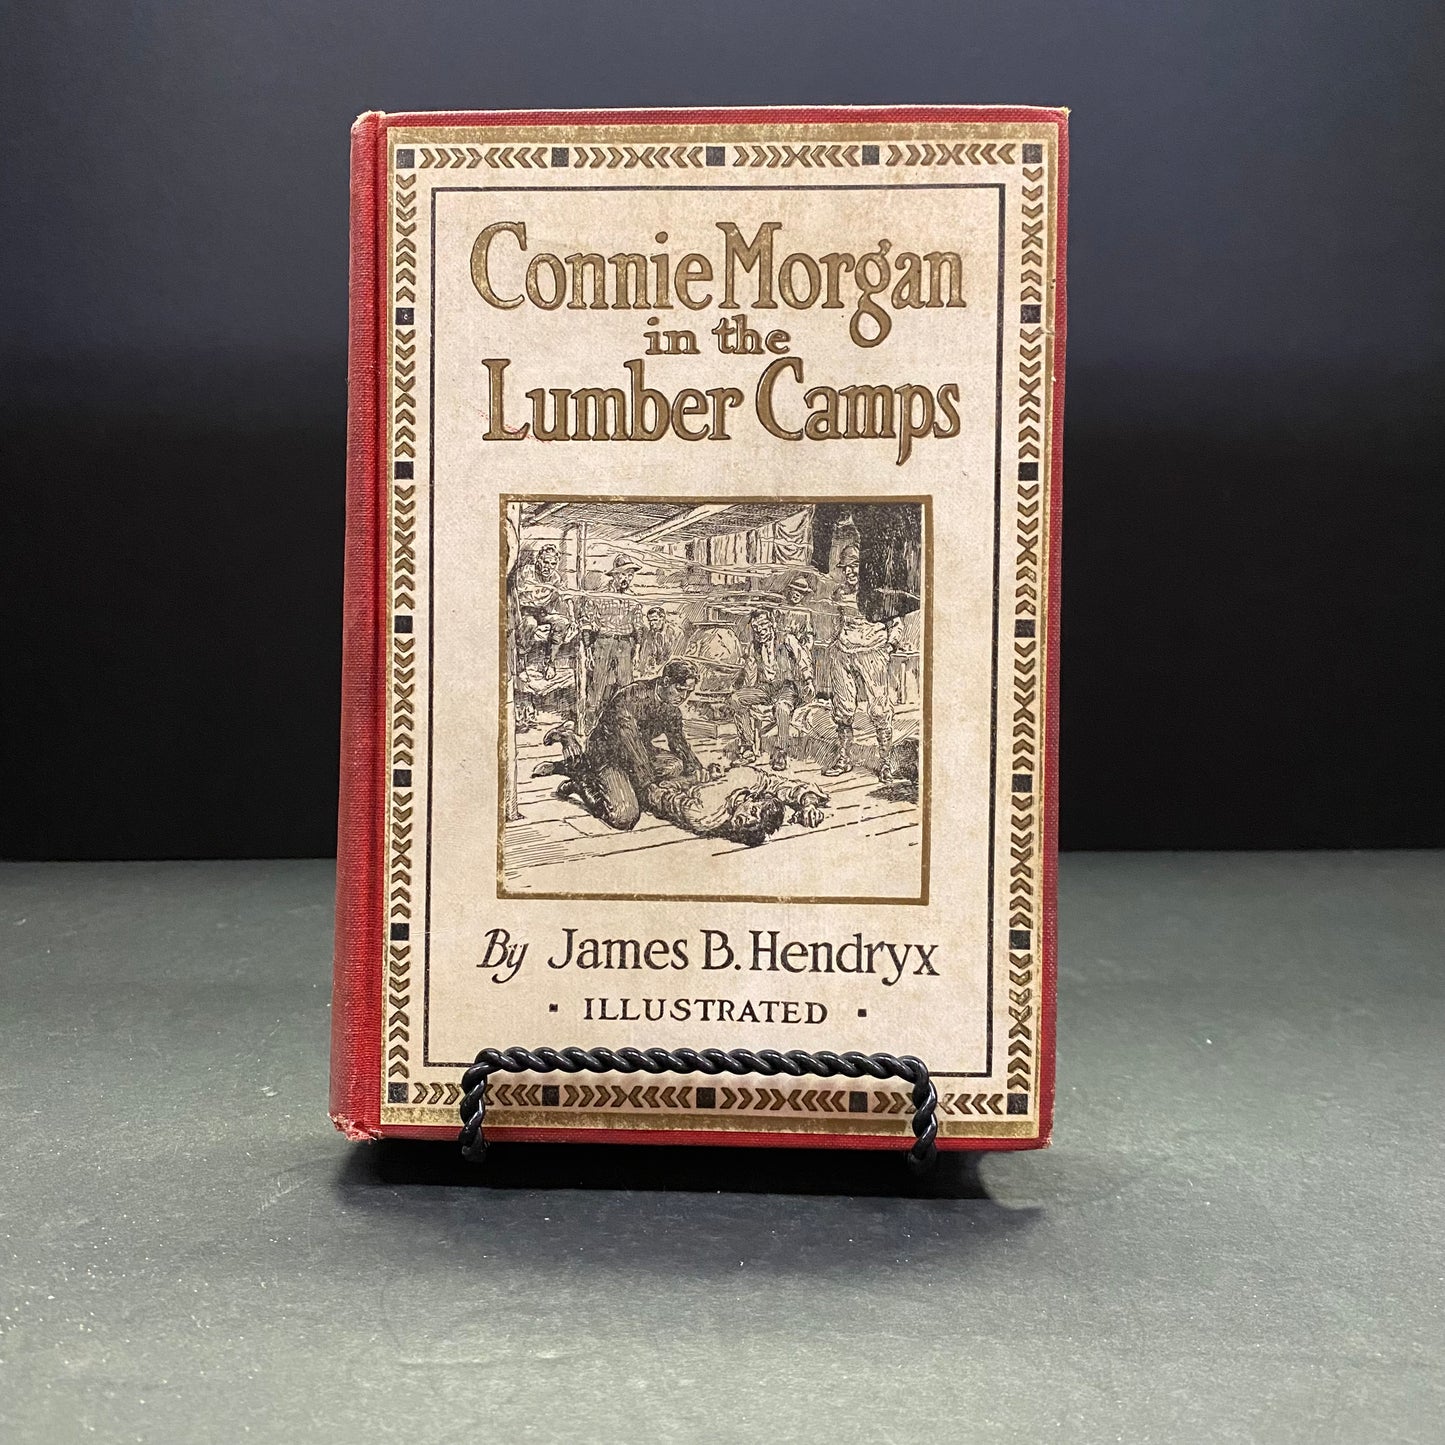 Connie Morgan
in the
Lumber Camps
By James B. Hendryx
· ILLUSTRATED ·